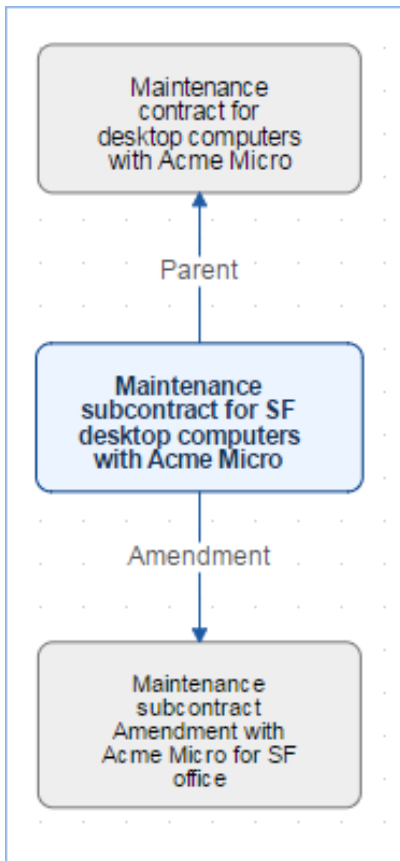 Maintenance
contract for
desktop computers
with Acme Micro
Parent
Maintenance
subcontract for SF
desktop computers
with Acme Micro
Amendment
Maintenance
subcontract
Amendment with
Acme Micro for SF
office